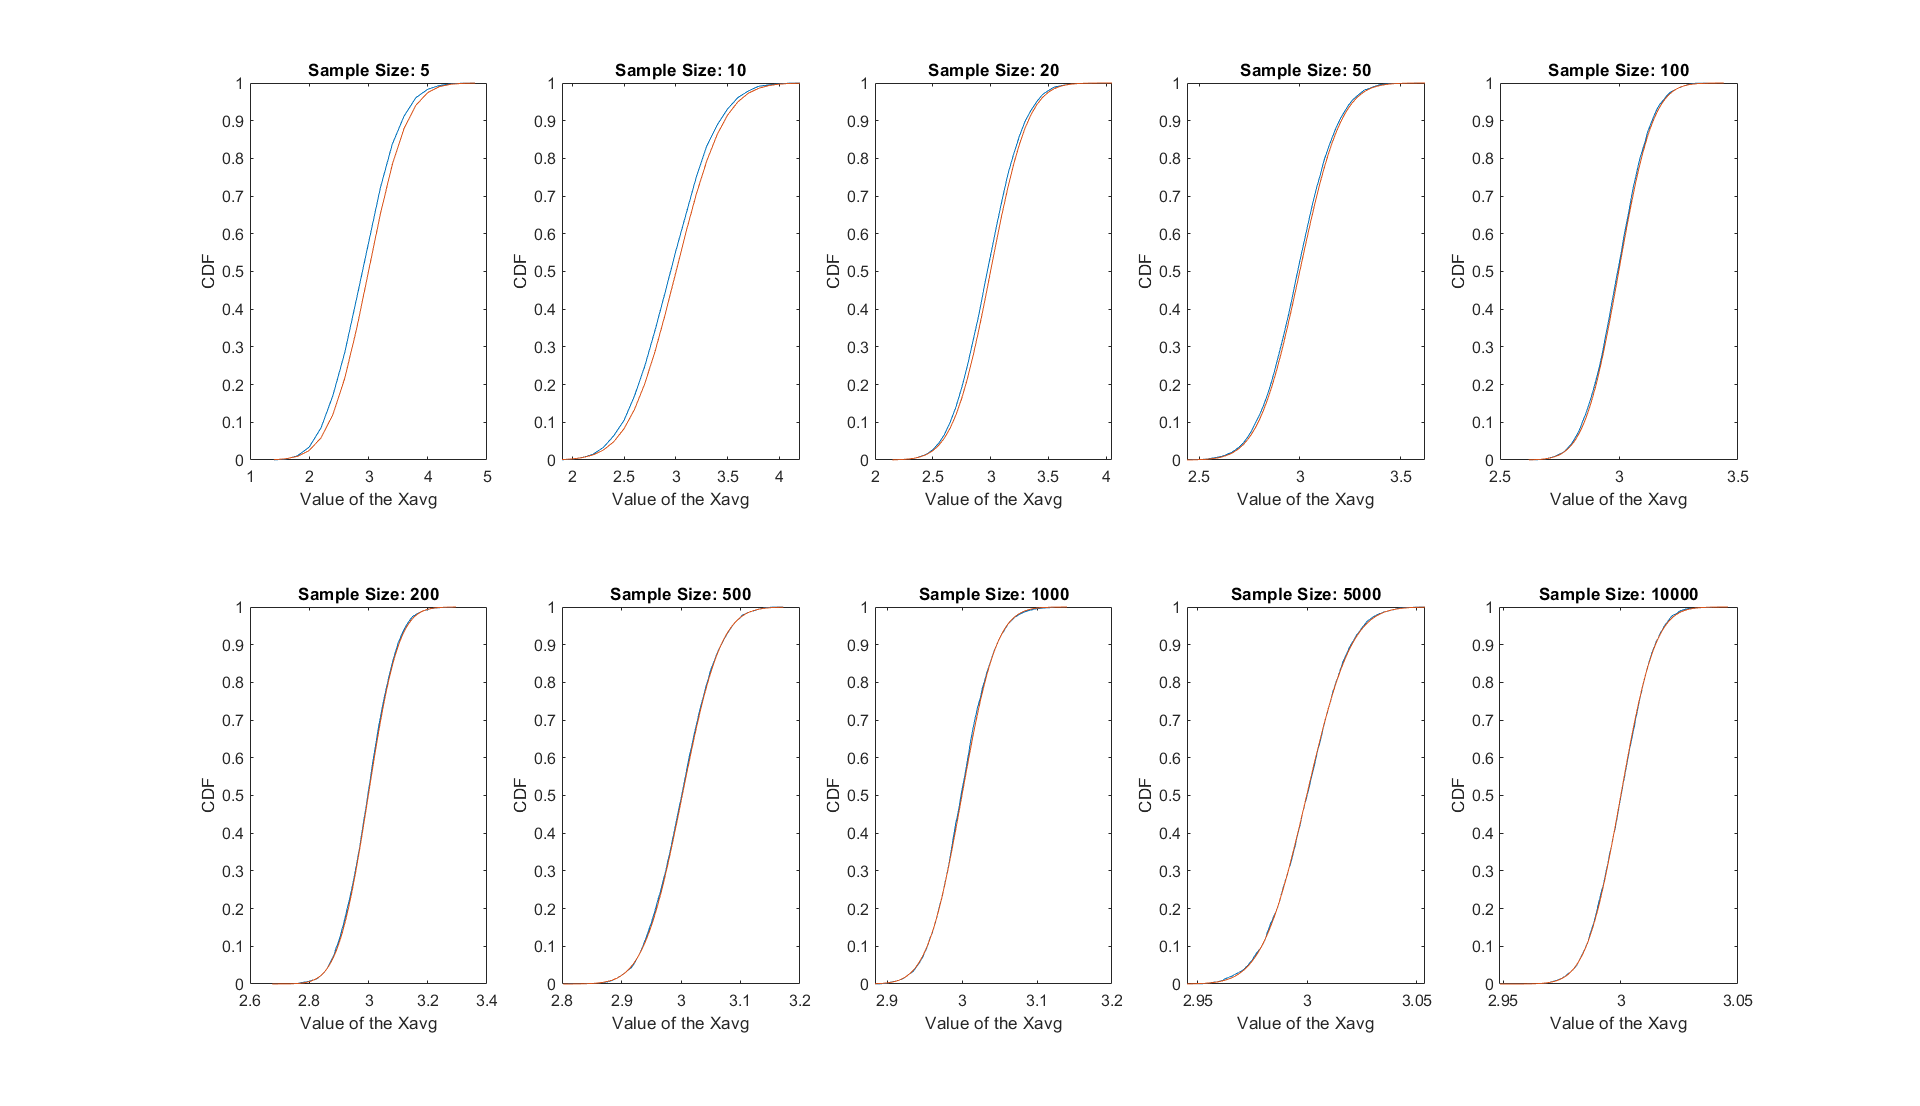 Sample Size: 5
1
0.9
0.8
0.7
0.6
0.5
0.4
0.3
0.2
0.1
0
CDF
1 2 3 4 5
Value of the Xavg
Sample Size: 10
1
0.9
0.8
0.7
0.6
0.5
0.4
0.3
0.2
0.1
0
CDF
2 2.5 3 3.5 4
Value of the Xavg
Sample Size: 20
1
0.9
0.8
0.7
0.6
0.5
0.4
0.3
0.2
0.1
0
CDF
2 2.5 3 3.5 4
Value of the Xavg
Sample Size: 50
1
0.9
0.8
0.7
0.6
0.5
0.4
0.3
0.2
0.1
0
CDF
2.5 3 3.5
Value of the Xavg
Sample Size: 100
1
0.9
0.8
0.7
0.6
0.5
0.4
0.3
0.2
0.1
0
CDF
2.5 3 3.5
Value of the Xavg
Sample Size: 200
1
0.9
0.8
0.7
0.6
0.5
0.4
0.3
0.2
0.1
0
CDF
2.6 2.8 3 3.2 3.4
Value of the Xavg
Sample Size: 500
1
0.9
0.8
0.7
0.6
0.5
0.4
0.3
0.2
0.1
0
CDF
2.8 2.9 3 3.1 3.2
Value of the Xavg
Sample Size: 1000
1
0.9
0.8
0.7
0.6
0.5
0.4
0.3
0.2
0.1
0
CDF
2.9 3 3.1 3.2
Value of the Xavg
Sample Size: 5000
1
0.9
0.8
0.7
0.6
0.5
0.4
0.3
0.2
0.1
0
CDF
2.95 3 3.05
Value of the Xavg
Sample Size: 10000
1
0.9
0.8
0.7
0.6
0.5
0.4
0.3
0.2
0.1
0
CDF
2.95 3 3.05
Value of the Xavg